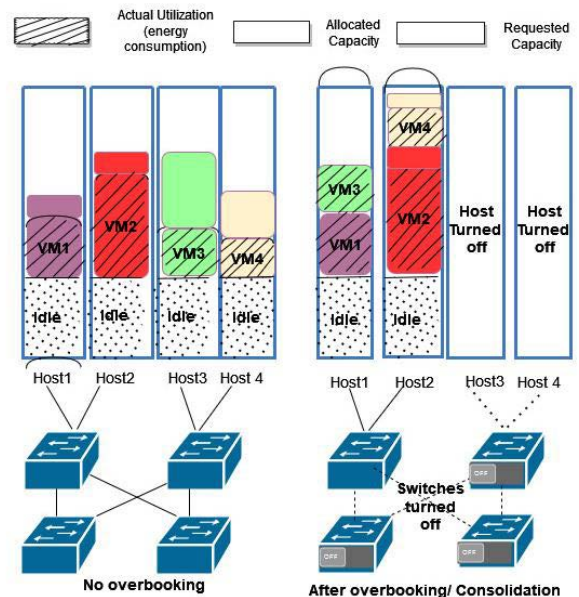 Actual Utilization
(energy
consumption)
Allocated
Capacity
Requested
Capacity
VM1
VM2
VM3
VM4
Idle
Idle
Idle
Idle
Host1
Host2
Host3
Host 4
No overbooking
VM3
VM1
VM4
VM2
Idle
Idle
Host
Turned
off
Host
Turned
off
Host1
Host2
Host3
Host 4
OFF
Switches
turned
off
OFF
OFF
After overbooking/ Consolidation